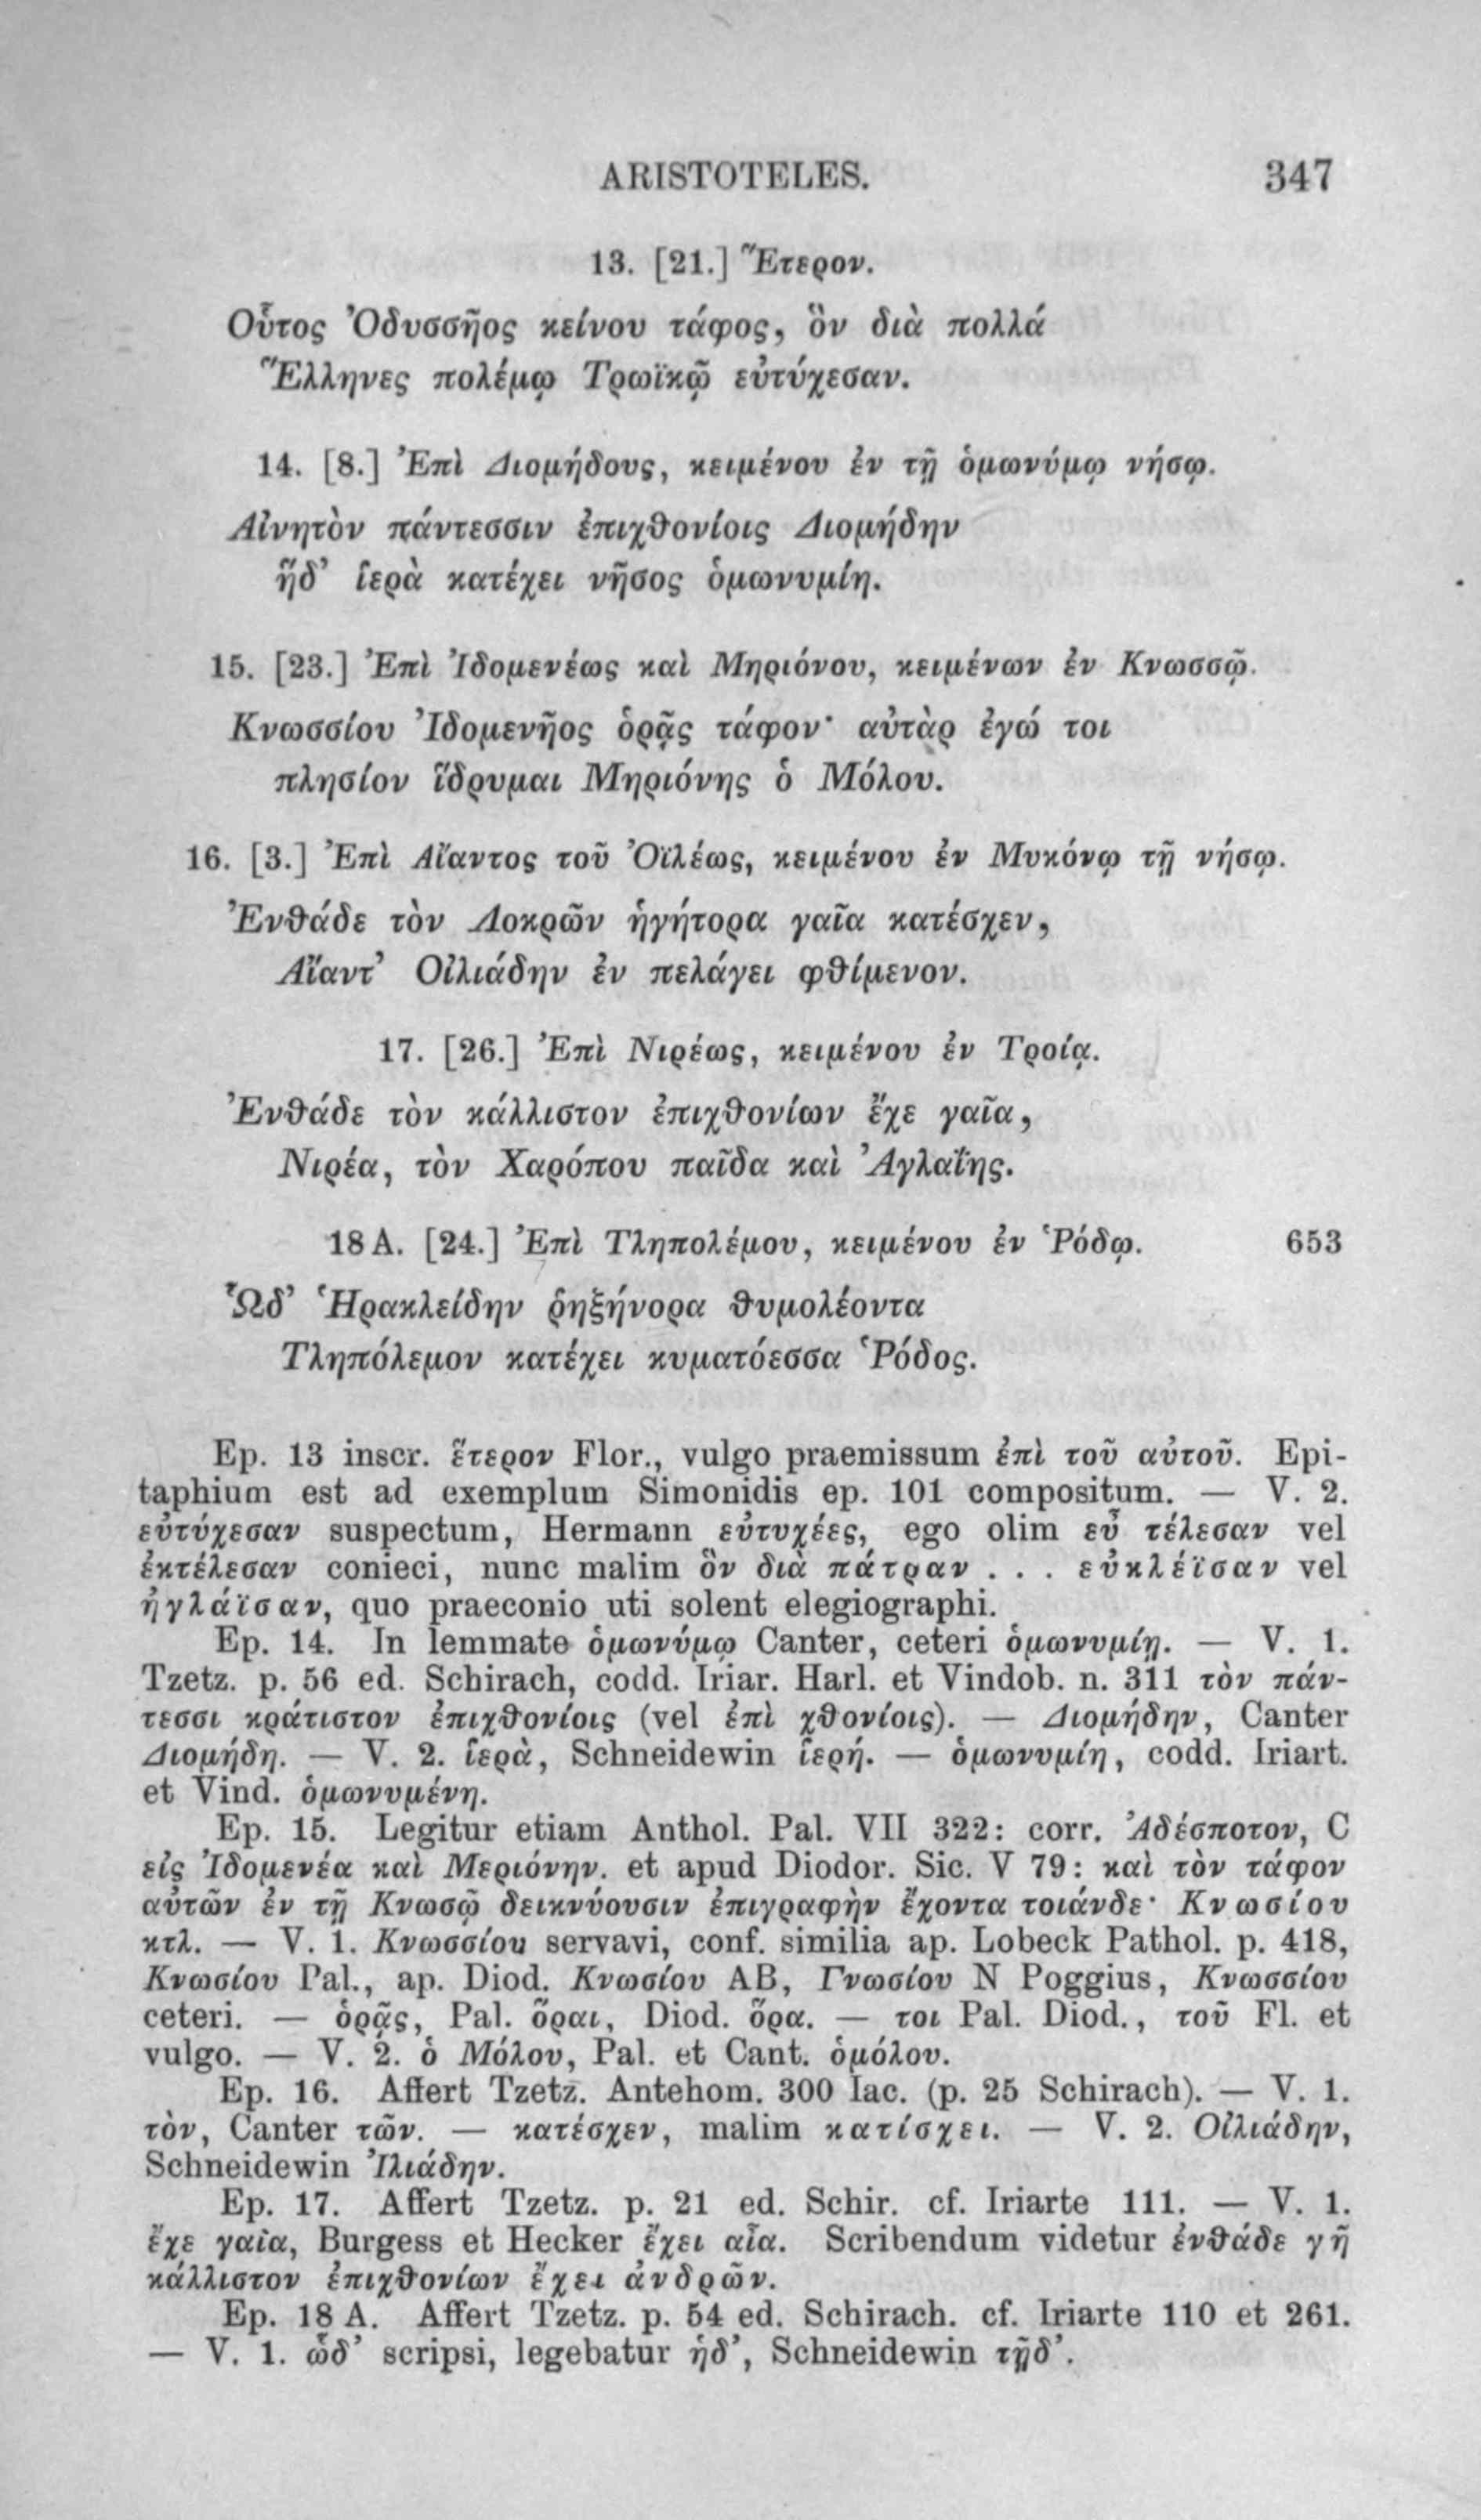 ARISTOTELES. 347
13. [21.] Ἕτερον.
Οὗτος Ὀδυσσῆος κείνου τάφος, ὃν διὰ πολλά
Ἕλληνες πολέμῳ Τρωϊκῷ εὐτύχεσαν.
14. [8.] Ἐπὶ Διομήδους, κειμένου ἐν τῇ ὁμωνύμῳ νήσῳ.
Αἰνητὸν πάντεσσιν ἐπιχθονίοις Διομήδην
ἥδ᾽ ἱερὰ κατέχει νῆσος ὁμωνυμίη.
15. [23.] Ἐπὶ Ἰδομενέως καὶ Μηριόνου, κειμένων ἐν Κνωσσῷ.
Κνωσσίου Ἰδομενῆος ὁρᾷς τάφον· αὐτὰρ ἐγώ τοι
πλησίον ἵδρυμαι Μηριόνης ὁ Μόλου.
16. [3.] Ἐπὶ Αἴαντος τοῦ Ὀϊλέως, κειμένου ἐν Μυκόνῳ τῇ νήσῳ.
Ἐνθάδε τὸν Λοκρῶν ἡγήτορα γαῖα κατέσχεν,
Αἴαντ᾽ Οἰλιάδην ἐν πελάγει φθίμενον.
17. [26.] Ἐπὶ Νιρέως, κειμένου ἐν Τροίᾳ.
Ἐνθάδε τὸν κάλλιστον ἐπιχθονίων ἔχε γαῖα,
Νιρέα, τὸν Χαρόπου παῖδα καὶ Ἀγλαΐης.
18 A. [24.] Ἐπὶ Τληπολέμου, κειμένου ἐν Ῥόδῳ. 653
Ὧδ᾽ Ἡρακλείδην ῥηξήνορα θυμολέοντα
Τληπόλεμον κατέχει κυματόεσσα Ῥόδος.
Ep. 13 inscr. ἕτερον Flor., vulgo praemissum ἐπὶ τοῦ αὐτοῦ. Epi-
taphium est ad exemplum Simonidis ep. 101 compositum. — V. 2.
εὐτύχεσαν suspectum, Hermann εὐτυχέες, ego olim εὖ τέλεσαν vel
ἐκτέλεσαν conieci, nunc malim ὃν διὰ πάτραν . . . εὐκλέϊσαν vel
ἠγλάϊσαν, quo praeconio uti solent elegiographi.
Ep. 14. In lemmate ὁμωνύμῳ Canter, ceteri ὁμωνυμίῃ. — V. 1.
Tzetz. p. 56 ed. Schirach, codd. Iriar. Harl. et Vindob. n. 311 τὸν πάν-
τεσσι κράτιστον ἐπιχθονίοις (vel ἐπὶ χθονίοις). — Διομήδην, Canter
Διομήδη. — V. 2. ἱερὰ, Schneidewin ἱερή. — ὁμωνυμίη, codd. Iriart.
et Vind. ὁμωνυμένη.
Ep. 15. Legitur etiam Anthol. Pal. VII 322: corr. Ἀδέσποτον, C
εἰς Ἰδομενέα καὶ Μεριόνην. et apud Diodor. Sic. V 79: καὶ τὸν τάφον
αὐτῶν ἐν τῇ Κνωσῷ δεικνύουσιν ἐπιγραφὴν ἔχοντα τοιάνδε· Κνωσίου
κτλ. — V. 1. Κνωσσίου servavi, conf. similia ap. Lobeck Pathol. p. 418,
Κνωσίου Pal., ap. Diod. Κνωσίου AB, Γνωσίου N Poggius, Κνωσσίου
ceteri. — ὁρᾷς, Pal. ὅραι, Diod. ὅρα. — τοι Pal. Diod., τοῦ Fl. et
vulgo. — V. 2. ὁ Μόλου, Pal. et Cant. ὁμόλου.
Ep. 16. Affert Tzetz. Antehom. 300 Iac. (p. 25 Schirach). — V. 1.
τὸν, Canter τῶν. — κατέσχεν, malim κατίσχει. — V. 2. Οἰλιάδην,
Schneidewin Ἰλιάδην.
Ep. 17. Affert Tzetz. p. 21 ed. Schir. cf. Iriarte 111. — V. 1.
ἔχε γαῖα, Burgess et Hecker ἔχει αἶα. Scribendum videtur ἐνθάδε γῆ
κάλλιστον ἐπιχθονίων ἔχει ἀνδρῶν.
Ep. 18 A. Affert Tzetz. p. 54 ed. Schirach. cf. Iriarte 110 et 261.
— V. 1. ὧδ᾽ scripsi, legebatur ἡδ᾽, Schneidewin τῇδ᾽.